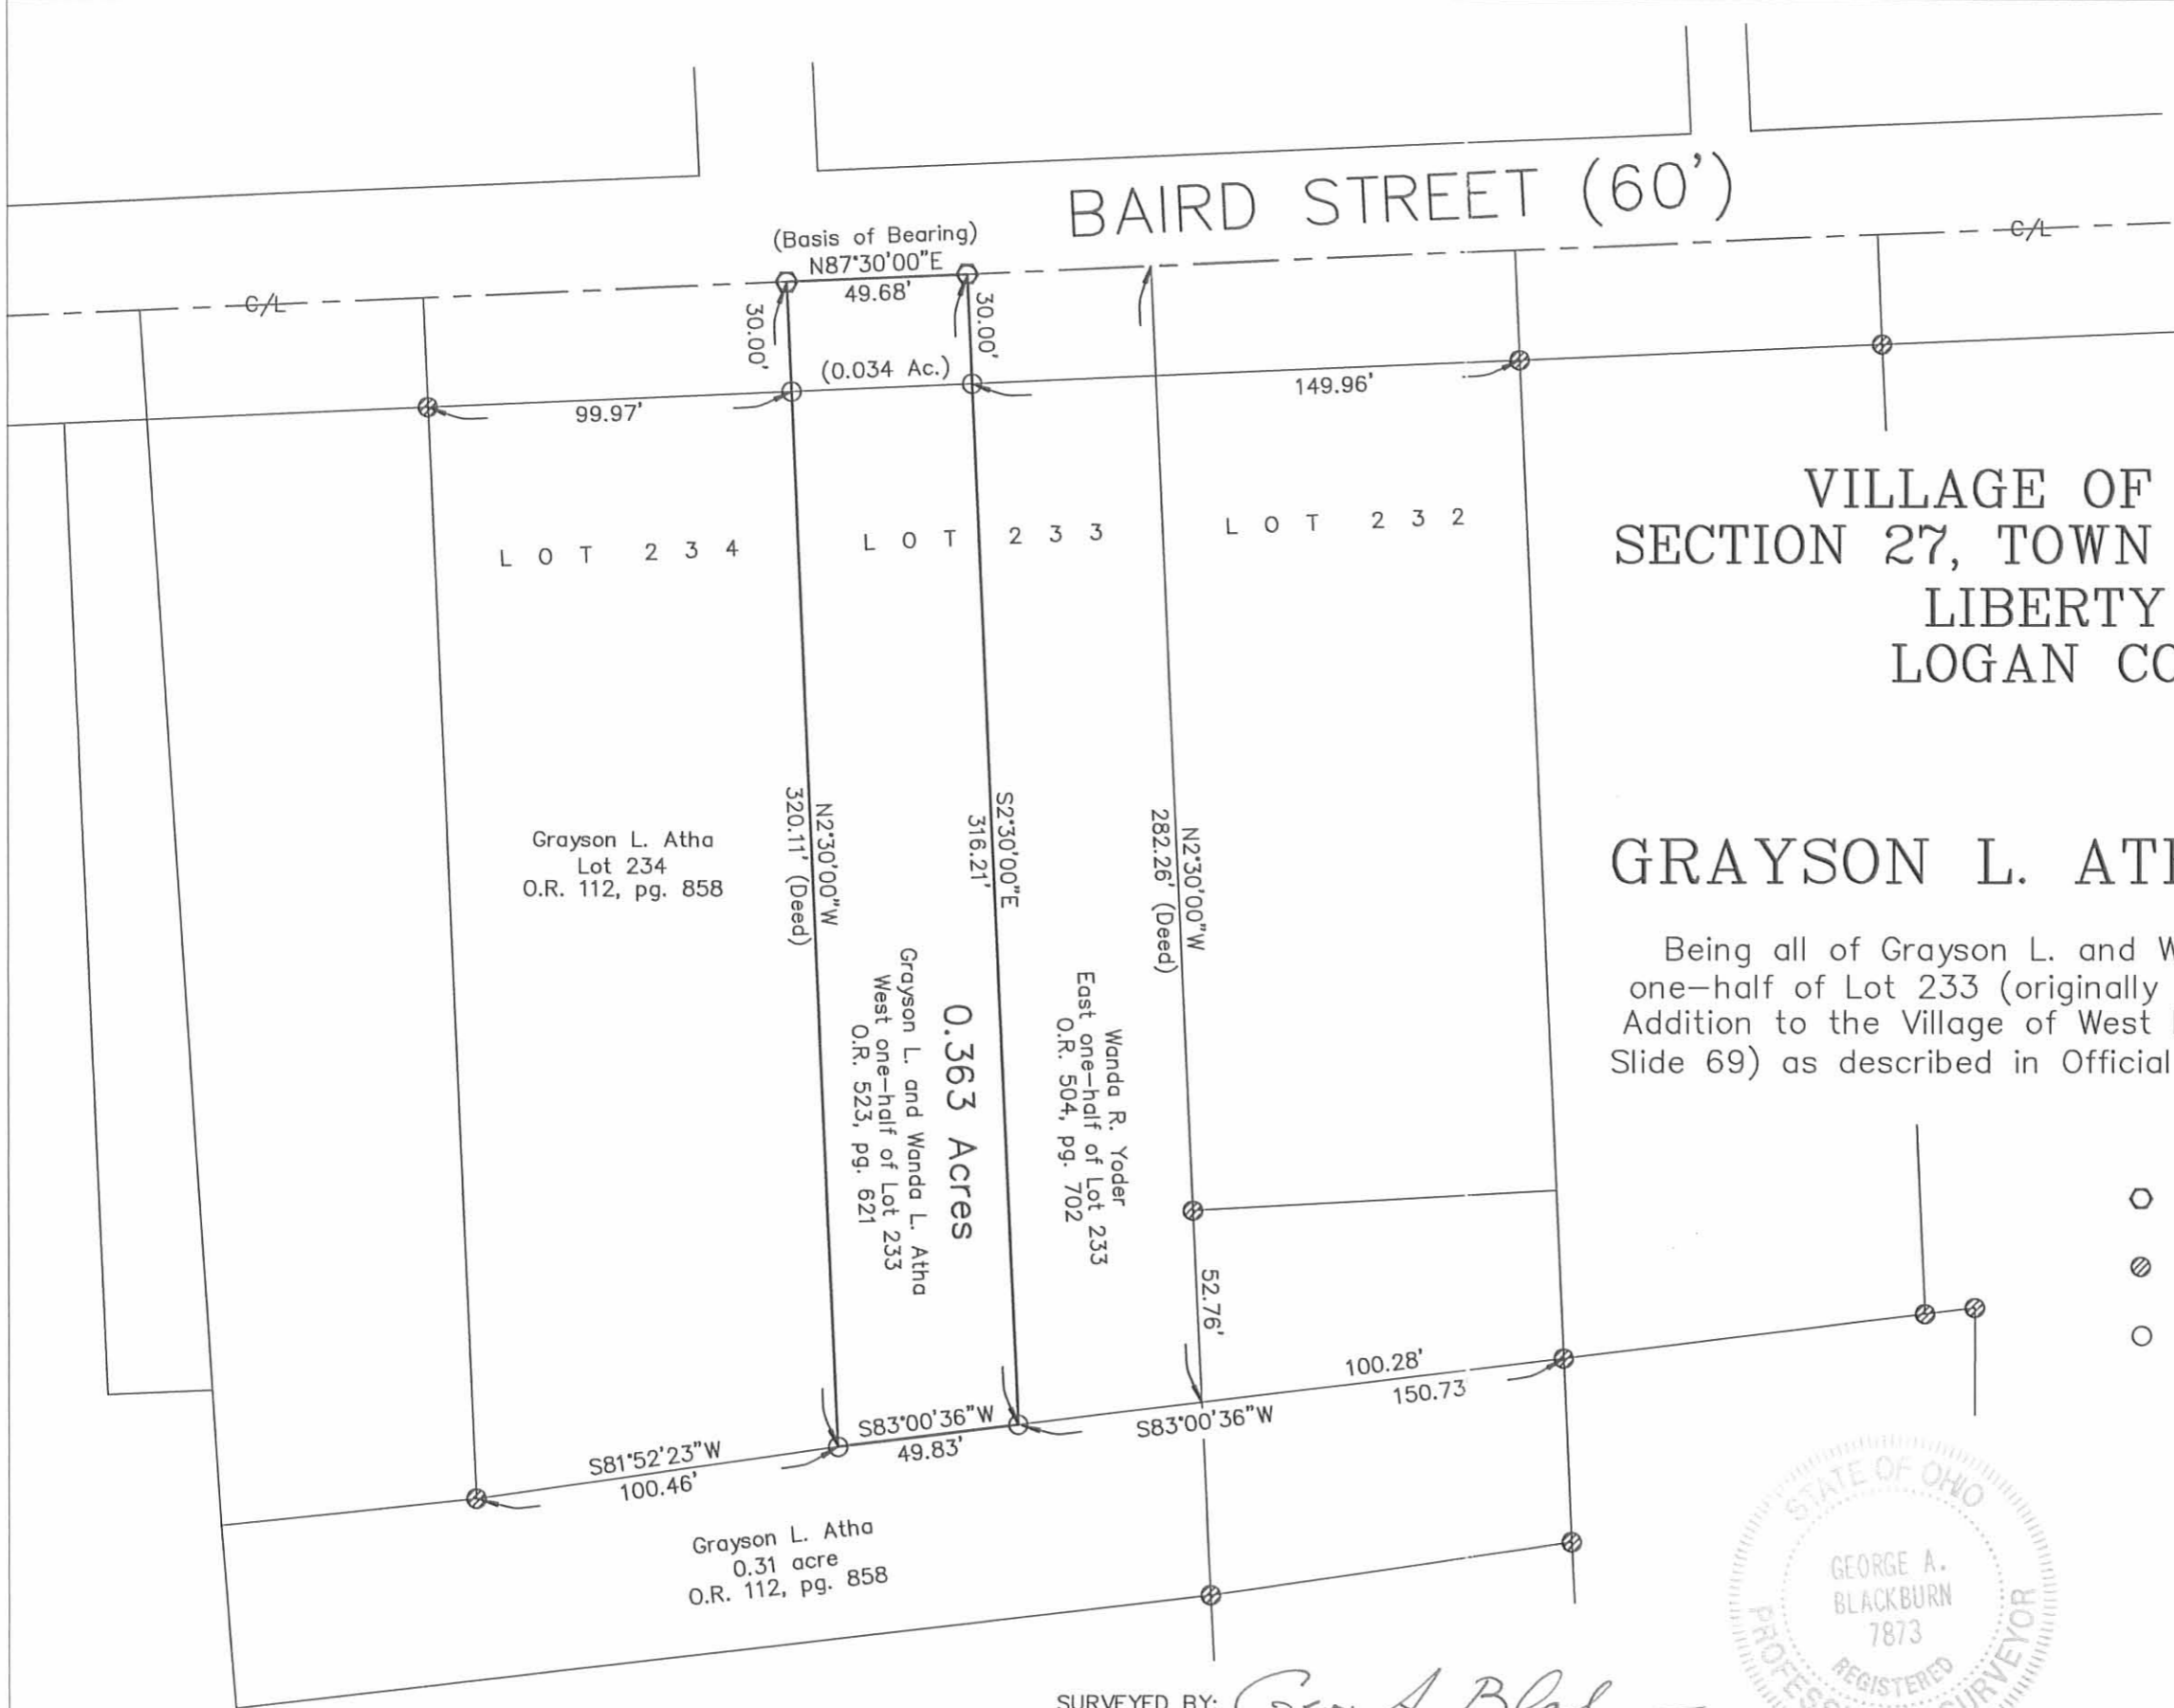 BAIRD STREET (60')
(Basis of Bearing)
N87°30'00"E
49.68'
C/L
C/L
30.00'
30.00'
(0.034 Ac.)
99.97'
149.96'
LOT 234
LOT 233
LOT 232
VILLAGE OF
SECTION 27, TOWN
LIBERTY
LOGAN CO
Grayson L. Atha
Lot 234
O.R. 112, pg. 858
N2°30'00"W
320.11' (Deed)
S2°30'00"E
316.21'
N2°30'00"W
282.26' (Deed)
0.363 Acres
Grayson L. and Wanda L. Atha
West one-half of Lot 233
O.R. 523, pg. 621
Wanda R. Yoder
East one-half of Lot 233
O.R. 504, pg. 702
GRAYSON L.
Being all of Grayson L. and
one-half of Lot 233 (originally
Addition to the Village of West
Slide 69) as described in Official
52.76'
100.28'
150.73
S83°00'36"W
S83°00'36"W
49.83'
S81°52'23"W
100.46'
Grayson L. Atha
0.31 acre
O.R. 112, pg. 858
STATE OF OHIO
GEORGE A.
BLACKBURN
7873
REGISTERED
SURVEYED BY: